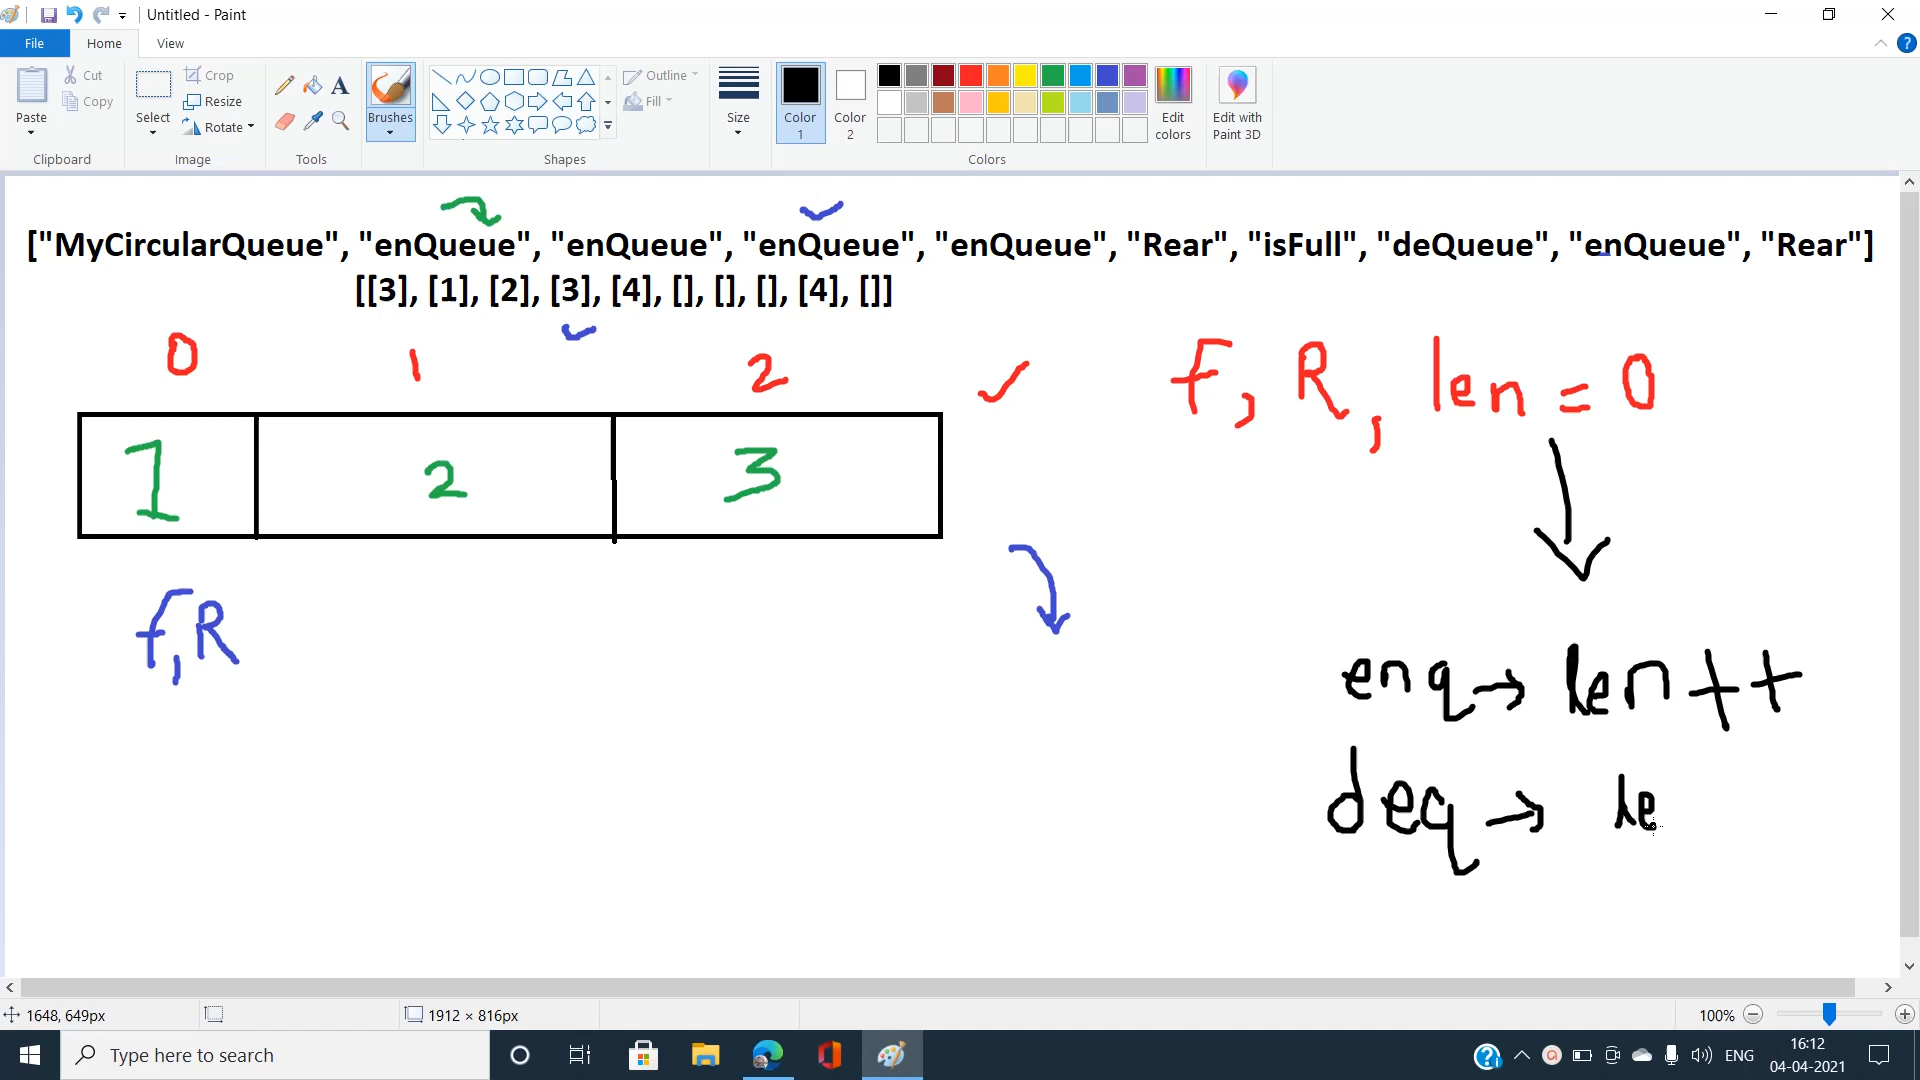 Untitled - Paint
File Home View
Paste
Cut
Copy
Clipboard
Select
Crop
Resize
Rotate
Image
Tools
Brushes
Outline
Fill
Shapes
Size
Color 1
Color 2
Edit colors
Edit with Paint 3D
Colors
["MyCircularQueue", "enQueue", "enQueue", "enQueue", "enQueue", "Rear", "isFull", "deQueue", "enQueue", "Rear"]
[[3], [1], [2], [3], [4], [], [], [], [4], []]
0 1 2
f, R, len = 0
1 2 3
f, R
enq → len ++
deq → le
1648, 649px
1912 × 816px
100%
Type here to search
ENG
16:12
04-04-2021